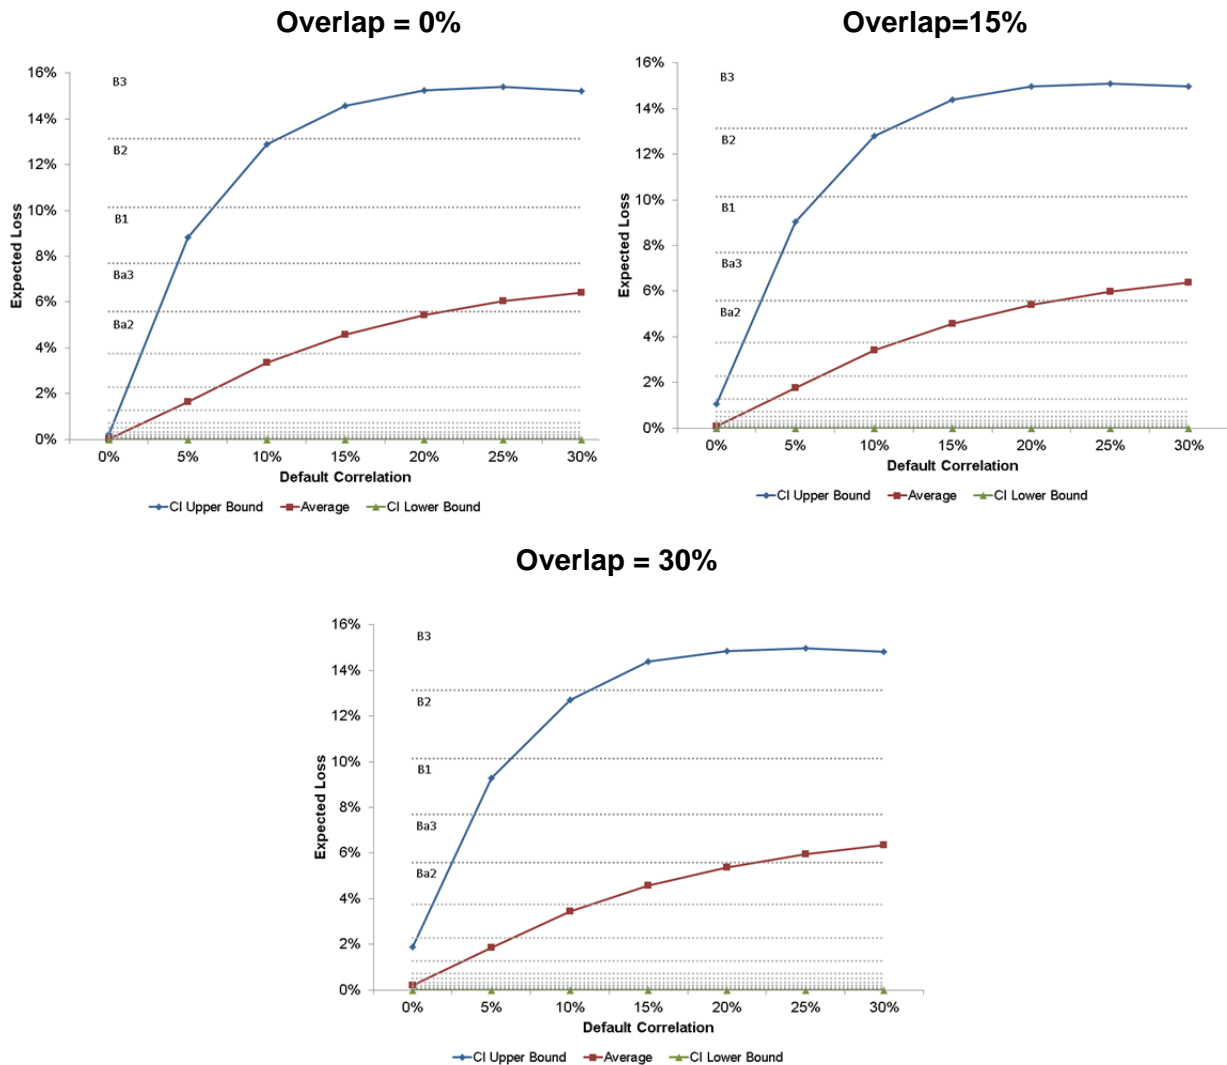 Overlap = 0%
16%
14%
12%
10%
8%
6%
4%
2%
0%
Expected Loss
B3
B2
B1
Ba3
Ba2
0% 5% 10% 15% 20% 25% 30%
Default Correlation
CI Upper Bound Average CI Lower Bound
Overlap=15%
16%
14%
12%
10%
8%
6%
4%
2%
0%
Expected Loss
B3
B2
B1
Ba3
Ba2
0% 5% 10% 15% 20% 25% 30%
Default Correlation
CI Upper Bound Average CI Lower Bound
Overlap = 30%
16%
14%
12%
10%
8%
6%
4%
2%
0%
Expected Loss
B3
B2
B1
Ba3
Ba2
0% 5% 10% 15% 20% 25% 30%
Default Correlation
CI Upper Bound Average CI Lower Bound